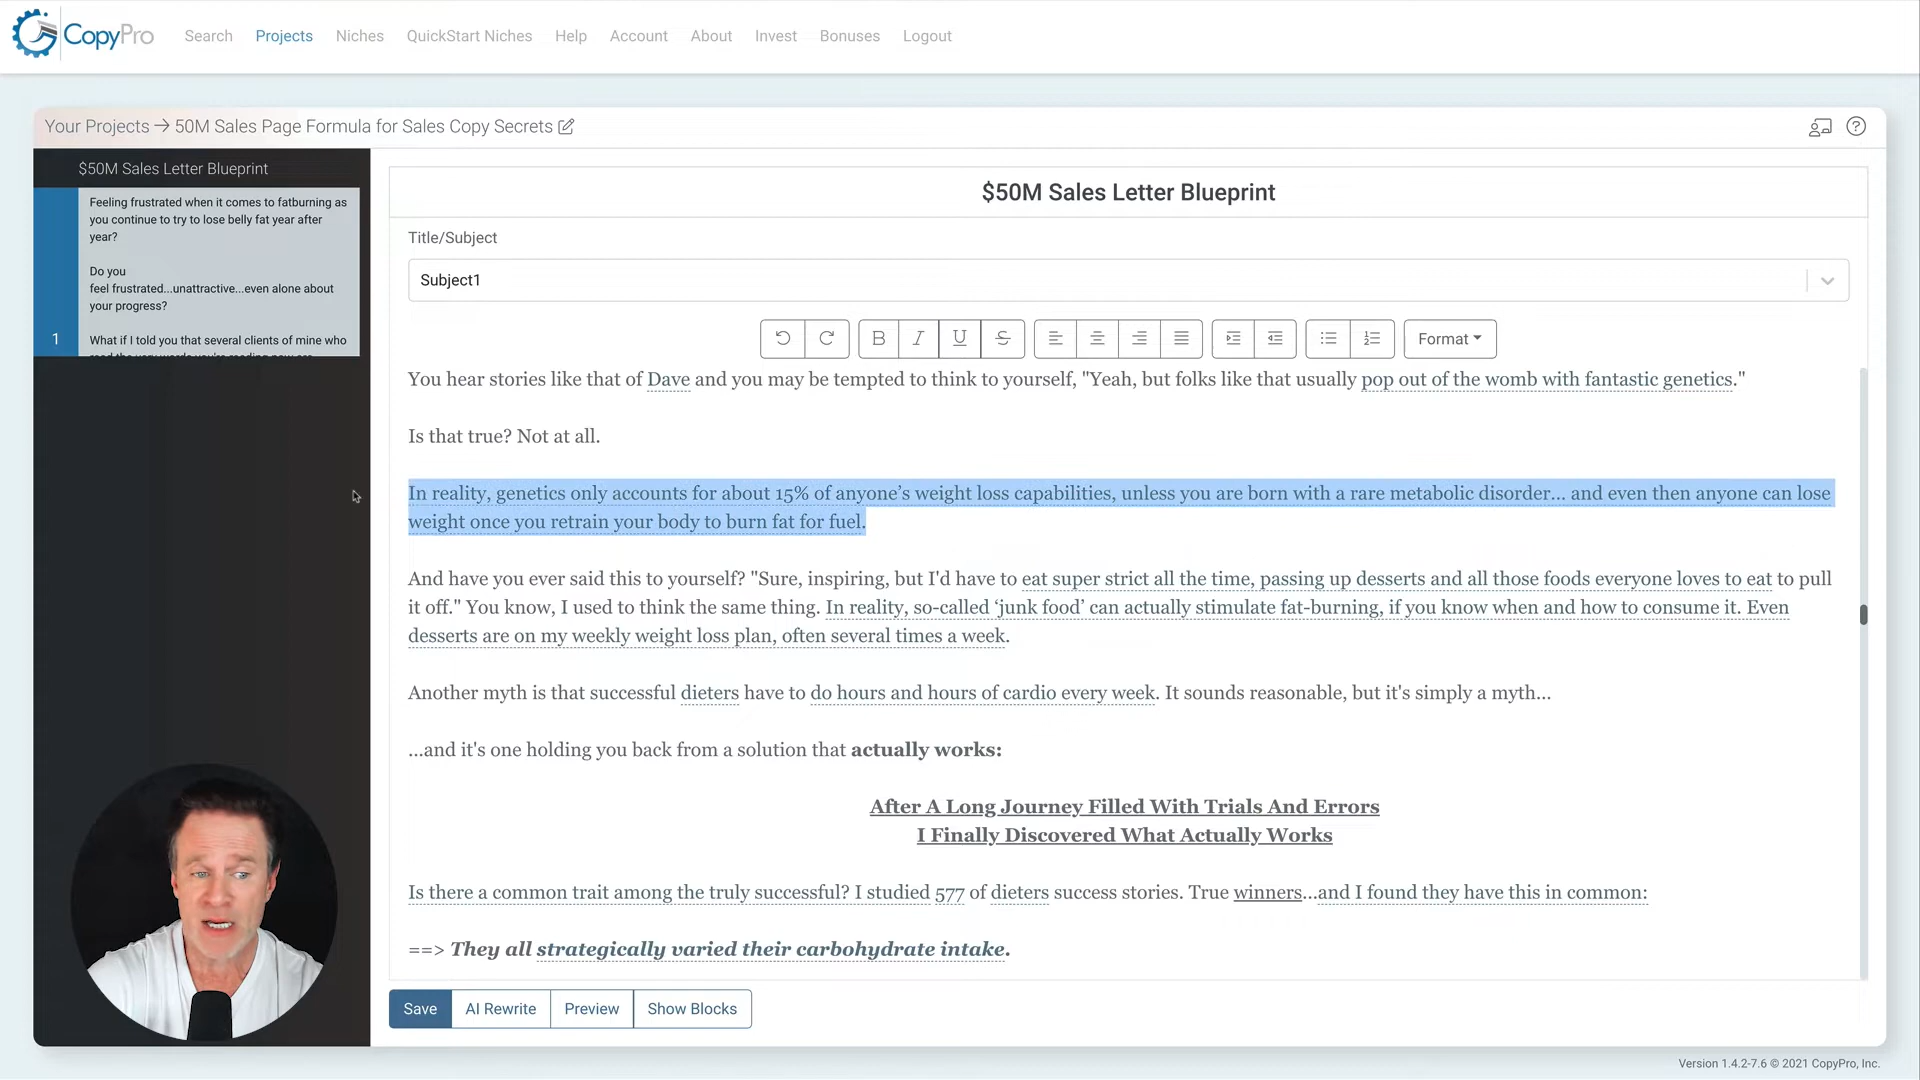 CopyPro
Search Projects Niches QuickStart Niches Help Account About Invest Bonuses Logout
Your Projects → 50M Sales Page Formula for Sales Copy Secrets
$50M Sales Letter Blueprint
Feeling frustrated when it comes to fatburning as
you continue to try to lose belly fat year after
year?
Do you
feel frustrated...unattractive...even alone about
your progress?
1
What if I told you that several clients of mine who
read the very words you're reading now are
$50M Sales Letter Blueprint
Title/Subject
Subject1
B I U S Format
You hear stories like that of Dave and you may be tempted to think to yourself, "Yeah, but folks like that usually pop out of the womb with fantastic genetics."
Is that true? Not at all.
In reality, genetics only accounts for about 15% of anyone’s weight loss capabilities, unless you are born with a rare metabolic disorder... and even then anyone can lose
weight once you retrain your body to burn fat for fuel.
And have you ever said this to yourself? "Sure, inspiring, but I'd have to eat super strict all the time, passing up desserts and all those foods everyone loves to eat to pull
it off." You know, I used to think the same thing. In reality, so-called ‘junk food’ can actually stimulate fat-burning, if you know when and how to consume it. Even
desserts are on my weekly weight loss plan, often several times a week.
Another myth is that successful dieters have to do hours and hours of cardio every week. It sounds reasonable, but it's simply a myth...
...and it's one holding you back from a solution that actually works:
After A Long Journey Filled With Trials And Errors
I Finally Discovered What Actually Works
Is there a common trait among the truly successful? I studied 577 of dieters success stories. True winners...and I found they have this in common:
==> They all strategically varied their carbohydrate intake.
Save AI Rewrite Preview Show Blocks
Version 1.4.2-7.6 © 2021 CopyPro, Inc.